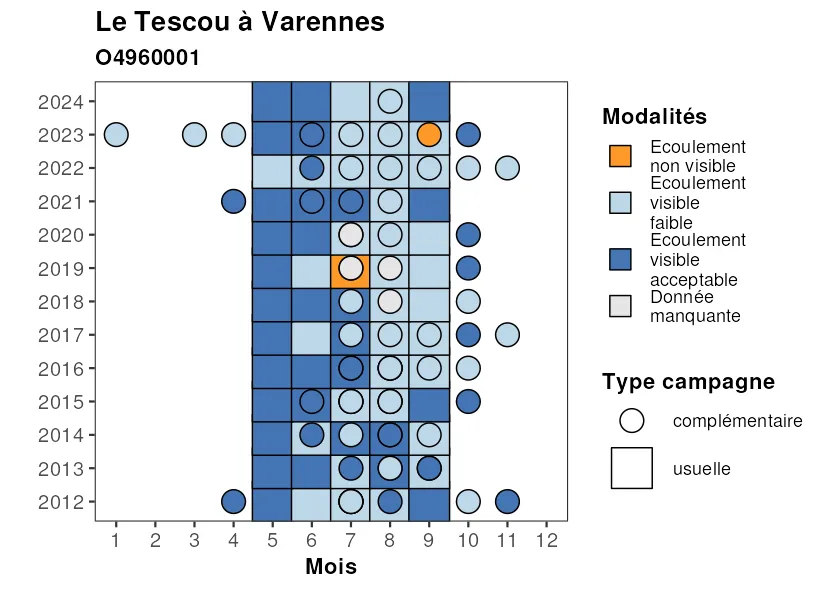 Le Tescou à Varennes
O4960001
2024
2023
2022
2021
2020
2019
2018
2017
2016
2015
2014
2013
2012
1 2 3 4 5 6 7 8 9 10 11 12
Mois
Modalités
Ecoulement
non visible
Ecoulement
visible
faible
Ecoulement
visible
acceptable
Donnée
manquante
Type campagne
complémentaire
usuelle